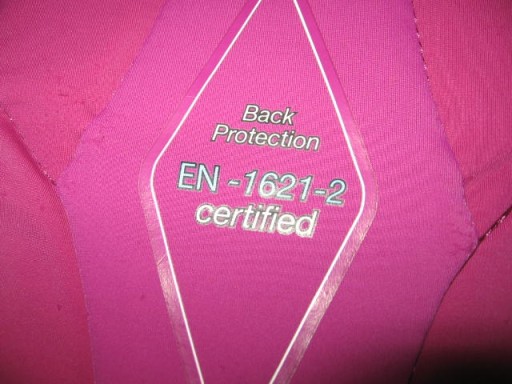 Back
Protection
EN -1621-2
certified